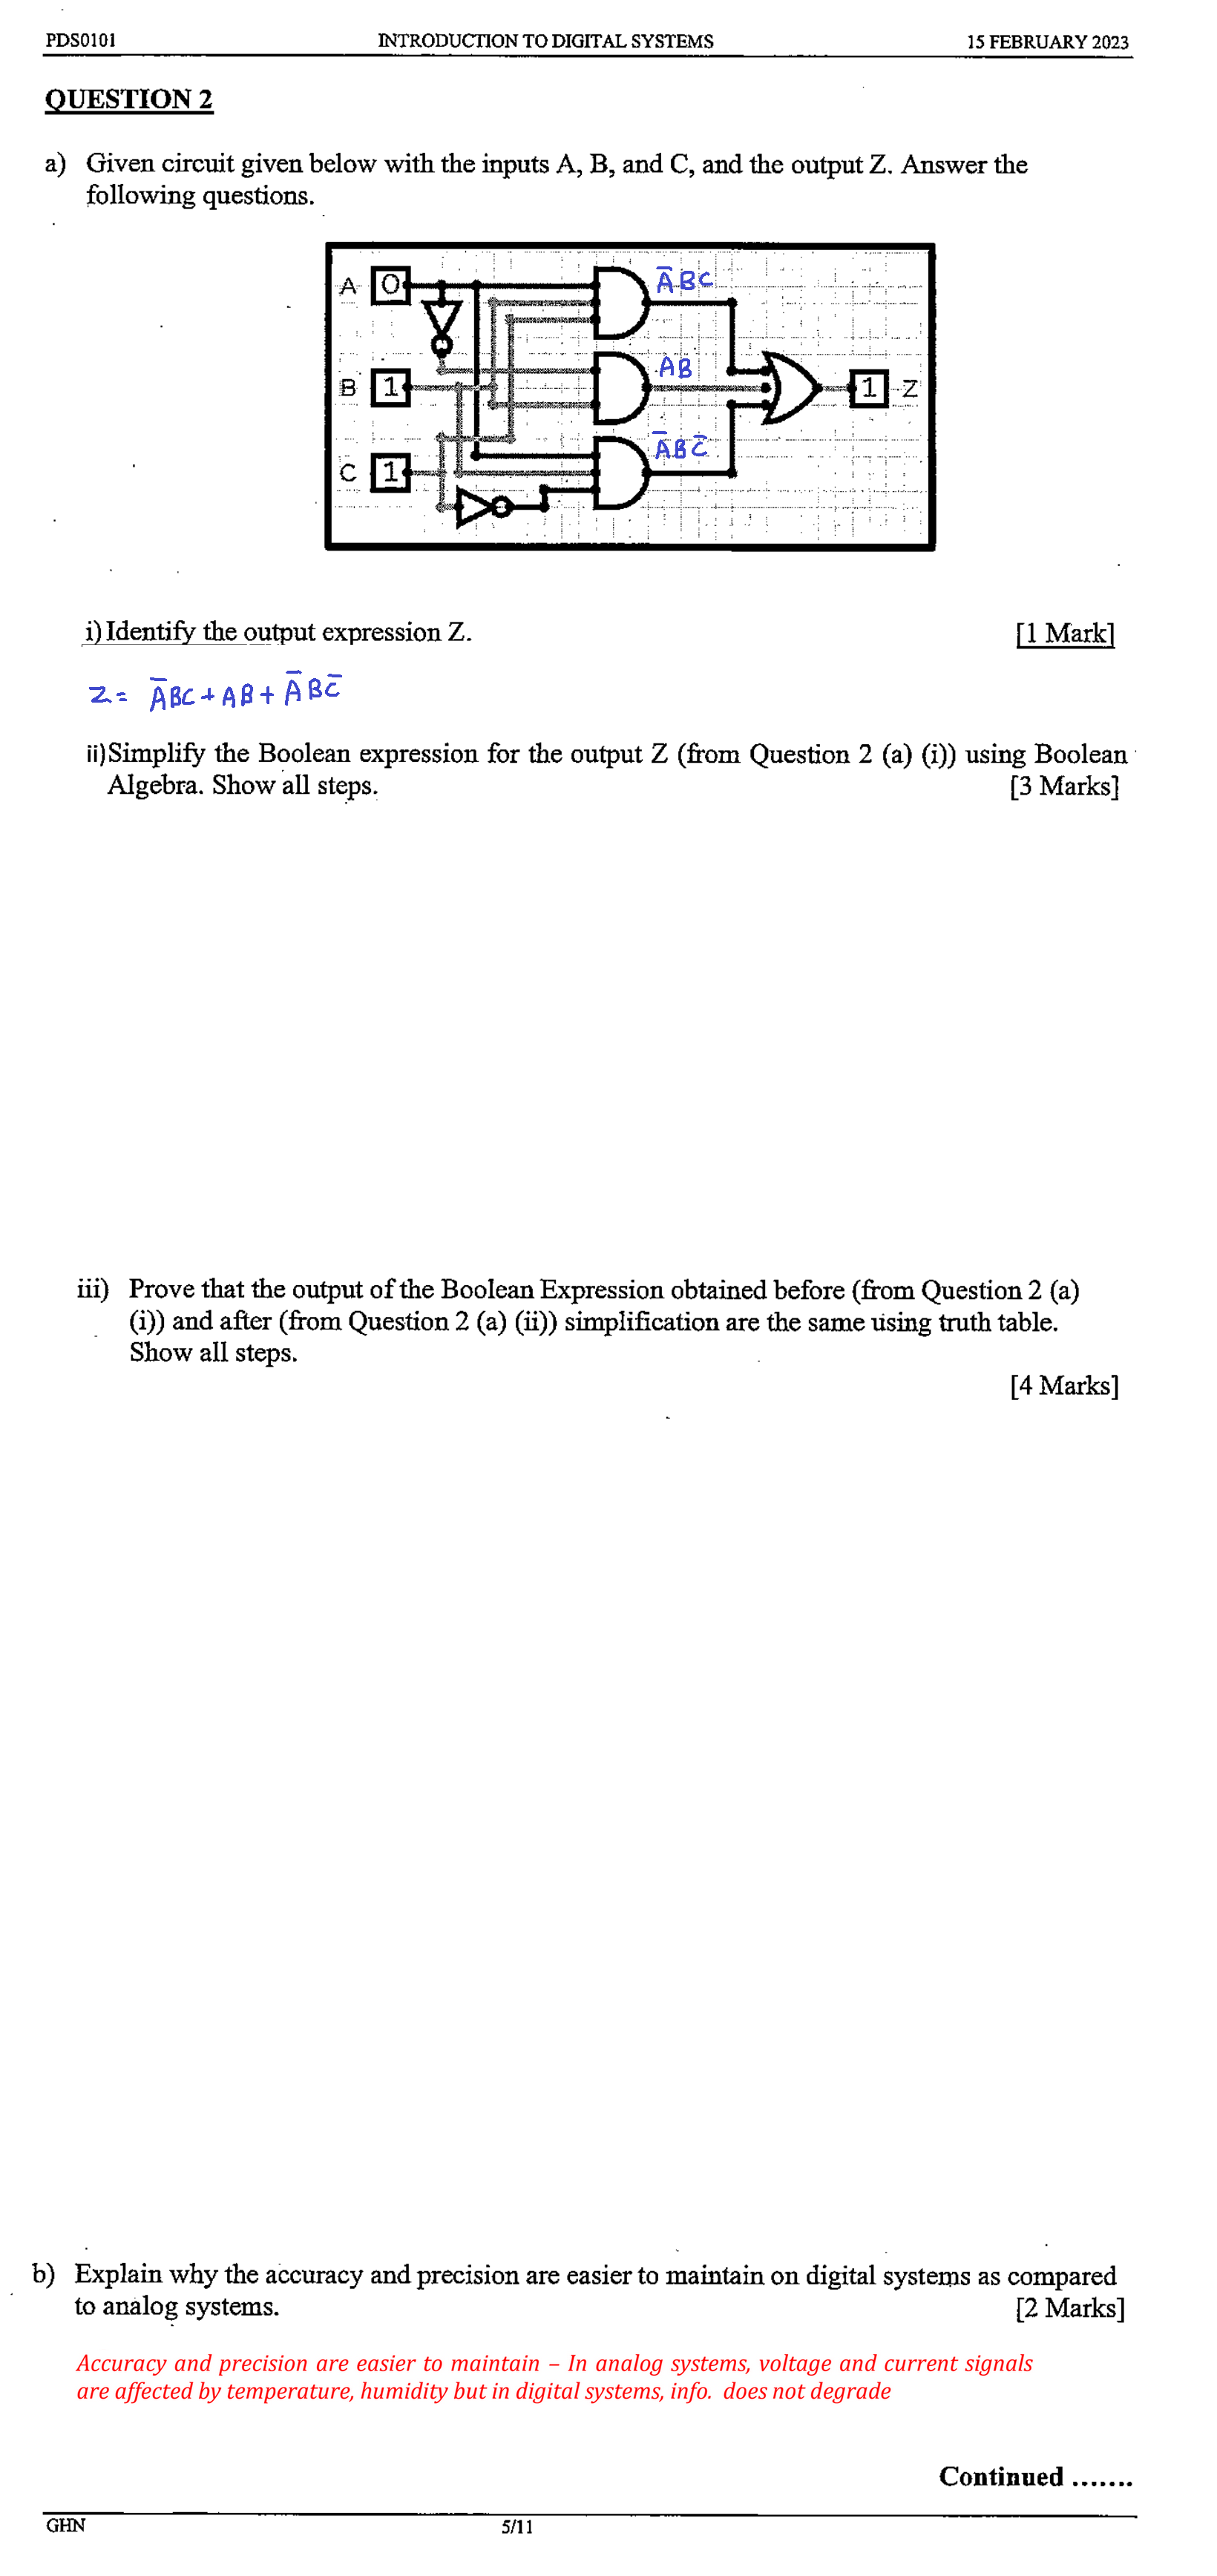 PDS0101 INTRODUCTION TO DIGITAL SYSTEMS 15 FEBRUARY 2023
QUESTION 2
a) Given circuit given below with the inputs A, B, and C, and the output Z. Answer the
following questions.
A 0 A̅BC
B 1 AB 1 Z
C 1 A̅BC̅
i) Identify the output expression Z. [1 Mark]
Z = A̅BC + AB + A̅BC̅
ii) Simplify the Boolean expression for the output Z (from Question 2 (a) (i)) using Boolean
Algebra. Show all steps. [3 Marks]
iii) Prove that the output of the Boolean Expression obtained before (from Question 2 (a)
(i)) and after (from Question 2 (a) (ii)) simplification are the same using truth table.
Show all steps.
[4 Marks]
b) Explain why the accuracy and precision are easier to maintain on digital systems as compared
to analog systems. [2 Marks]
Accuracy and precision are easier to maintain – In analog systems, voltage and current signals
are affected by temperature, humidity but in digital systems, info. does not degrade
Continued .......
GHN 5/11